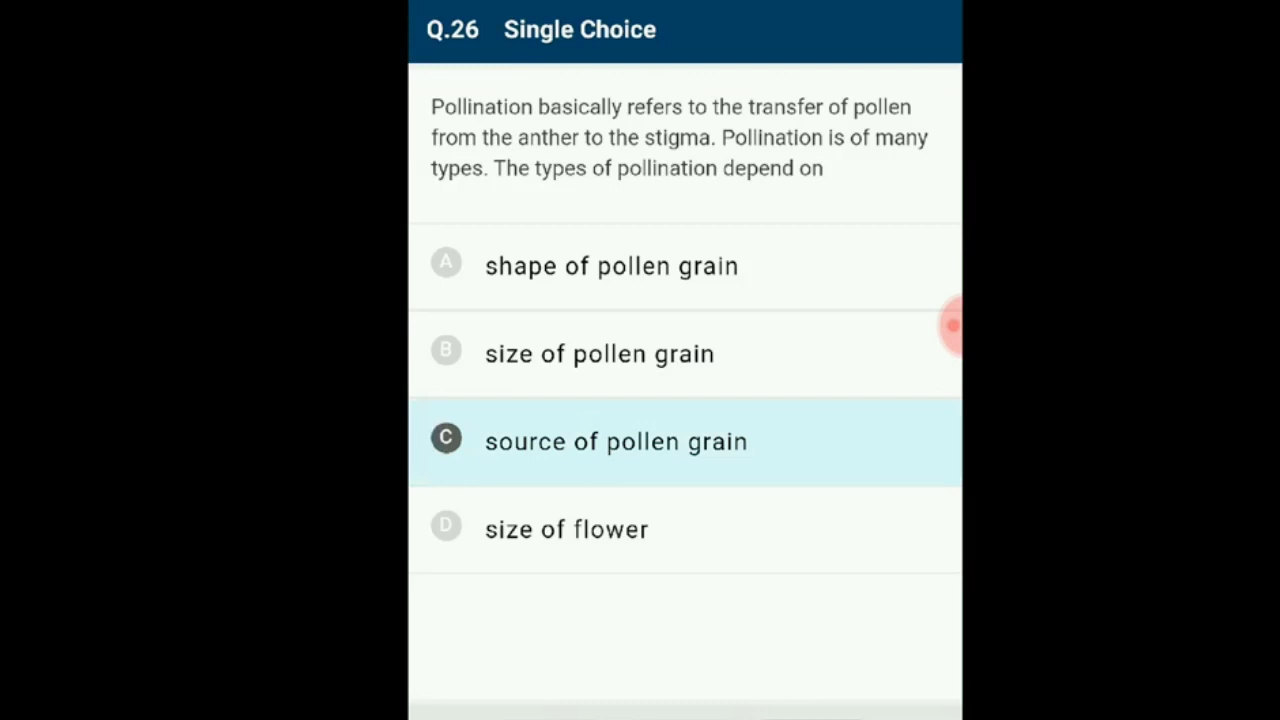 Q.26 Single Choice
Pollination basically refers to the transfer of pollen
from the anther to the stigma. Pollination is of many
types. The types of pollination depend on
A shape of pollen grain
B size of pollen grain
C source of pollen grain
D size of flower